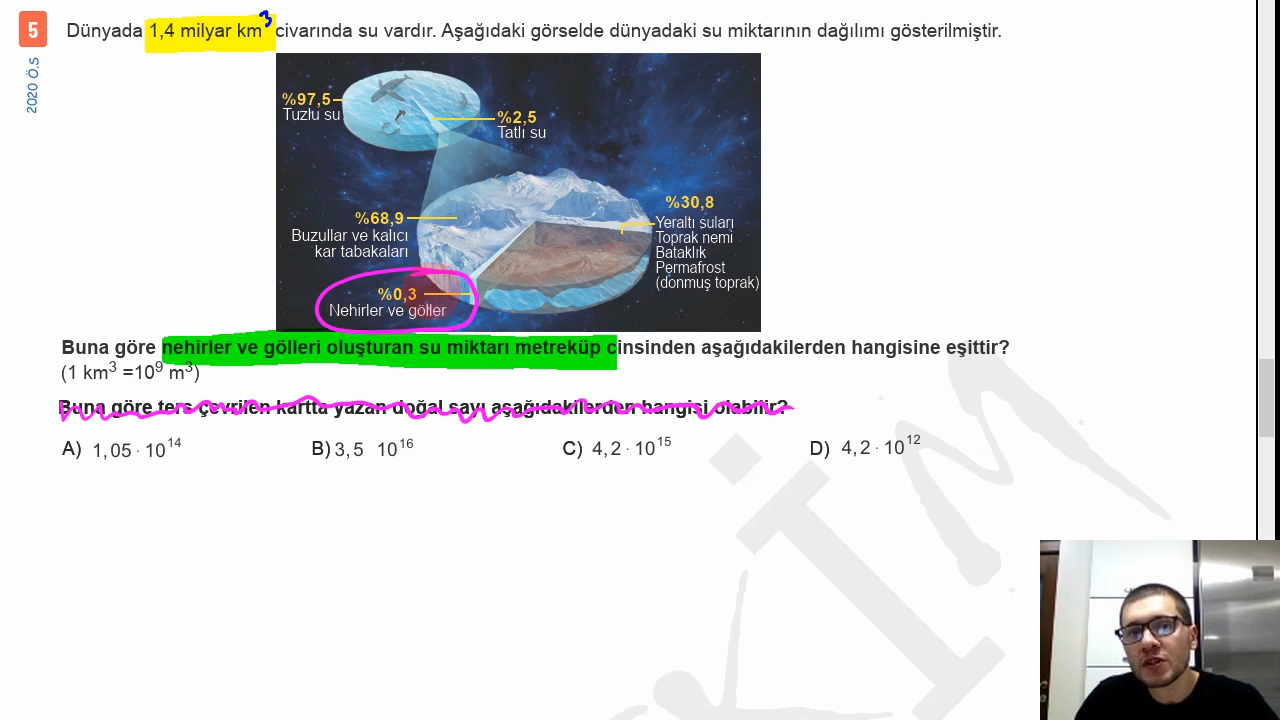 5
2020 Ö.S
Dünyada 1,4 milyar km³ civarında su vardır. Aşağıdaki görselde dünyadaki su miktarının dağılımı gösterilmiştir.
%97,5
Tuzlu su
%2,5
Tatlı su
%68,9
Buzullar ve kalıcı
kar tabakaları
%30,8
Yeraltı suları
Toprak nemi
Bataklık
Permafrost
(donmuş toprak)
%0,3
Nehirler ve göller
Buna göre nehirler ve gölleri oluşturan su miktarı metreküp cinsinden aşağıdakilerden hangisine eşittir?
(1 km³ =10⁹ m³)
Buna göre ters çevrilen kartta yazan doğal sayı aşağıdakilerden hangisi olabilir?
A) 1,05 · 10¹⁴ B) 3,5 10¹⁶ C) 4,2 · 10¹⁵ D) 4,2 · 10¹²